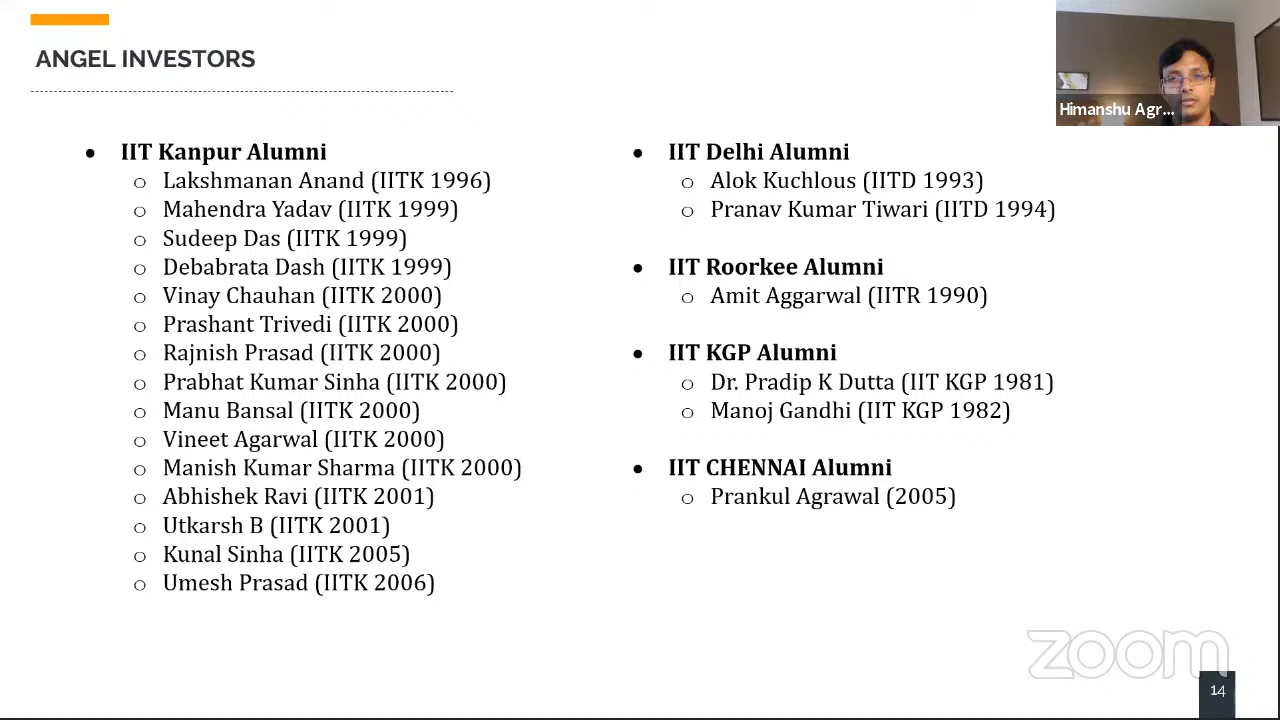 ANGEL INVESTORS
Himanshu Agr...
● IIT Kanpur Alumni
o Lakshmanan Anand (IITK 1996)
o Mahendra Yadav (IITK 1999)
o Sudeep Das (IITK 1999)
o Debabrata Dash (IITK 1999)
o Vinay Chauhan (IITK 2000)
o Prashant Trivedi (IITK 2000)
o Rajnish Prasad (IITK 2000)
o Prabhat Kumar Sinha (IITK 2000)
o Manu Bansal (IITK 2000)
o Vineet Agarwal (IITK 2000)
o Manish Kumar Sharma (IITK 2000)
o Abhishek Ravi (IITK 2001)
o Utkarsh B (IITK 2001)
o Kunal Sinha (IITK 2005)
o Umesh Prasad (IITK 2006)
● IIT Delhi Alumni
o Alok Kuchlous (IITD 1993)
o Pranav Kumar Tiwari (IITD 1994)
● IIT Roorkee Alumni
o Amit Aggarwal (IITR 1990)
● IIT KGP Alumni
o Dr. Pradip K Dutta (IIT KGP 1981)
o Manoj Gandhi (IIT KGP 1982)
● IIT CHENNAI Alumni
o Prankul Agrawal (2005)
zoom
14